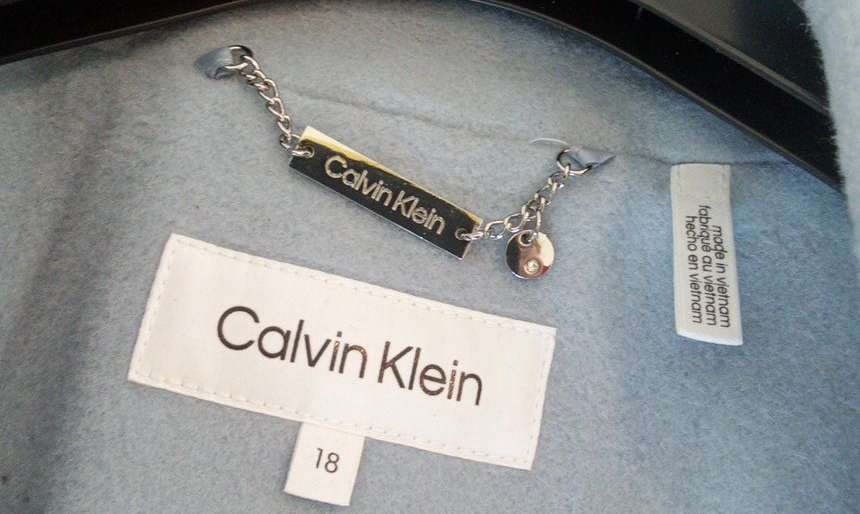 Calvin Klein
Calvin Klein
18
made in vietnam
fabriqué au vietnam
hecho en vietnam